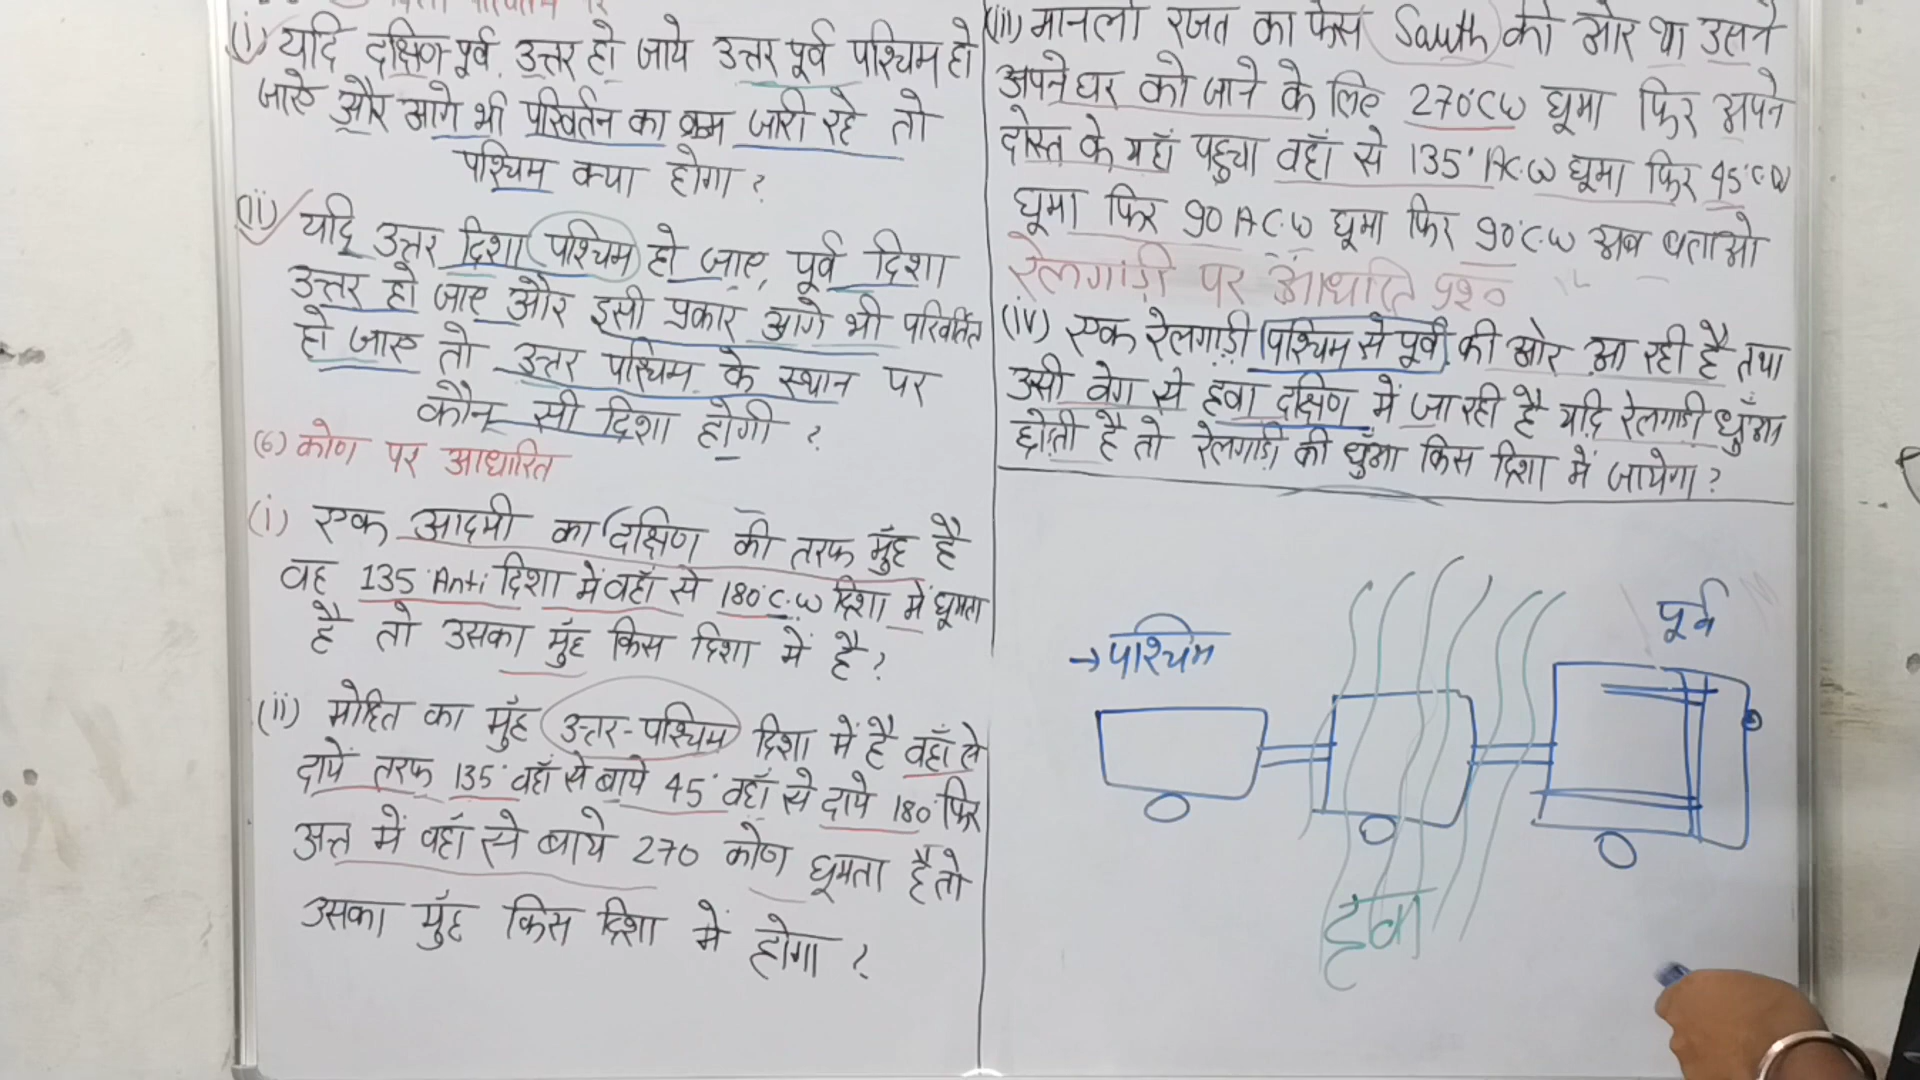 (i) यदि दक्षिण-पूर्व, उत्तर हो जाये उत्तर पूर्व पश्चिम हो
जाऐ और आगे भी परिवर्तन का क्रम जारी रहे तो
पश्चिम क्या होगा ?
(ii) यदि उत्तर दिशा पश्चिम हो जाए, पूर्व दिशा
उत्तर हो जाए और इसी प्रकार आगे भी परिवर्तित
हो जाए तो उत्तर पश्चिम के स्थान पर
कौन सी दिशा होगी ?
(6) कोण पर आधारित
(i) एक आदमी का दक्षिण की तरफ मुँह है
वह 135° Anti दिशा में वहाँ से 180° C.W दिशा में घूमता
है तो उसका मुँह किस दिशा में है ?
(ii) मोहित का मुँह उत्तर-पश्चिम दिशा में है वहाँ से
दायें तरफ 135° वहाँ से बाये 45° वहाँ से दाये 180° फिर
अन्त में वहाँ से बाये 270 कोण घूमता है तो
उसका मुँह किस दिशा में होगा ?
(iii) मानलो रजत का फेस South की ओर था उसने
अपने घर को जाने के लिए 270° CW घूमा फिर अपने
दोस्त के यहाँ पहुचा वहाँ से 135° A.C.W घूमा फिर 45° C.W
घूमा फिर 90 A.C.W घूमा फिर 90° C.W अब बताओ
रेलगाड़ी पर आधारित प्रश्न
(iv) एक रेलगाड़ी पश्चिम से पूर्व की ओर आ रही है तथा
उसी वेग से हवा दक्षिण में जा रही है यदि रेलगाड़ी धुँआ
छोड़ती है तो रेलगाड़ी की धुँआ किस दिशा में जायेगा ?
पूर्व
→ पश्चिम
हवा